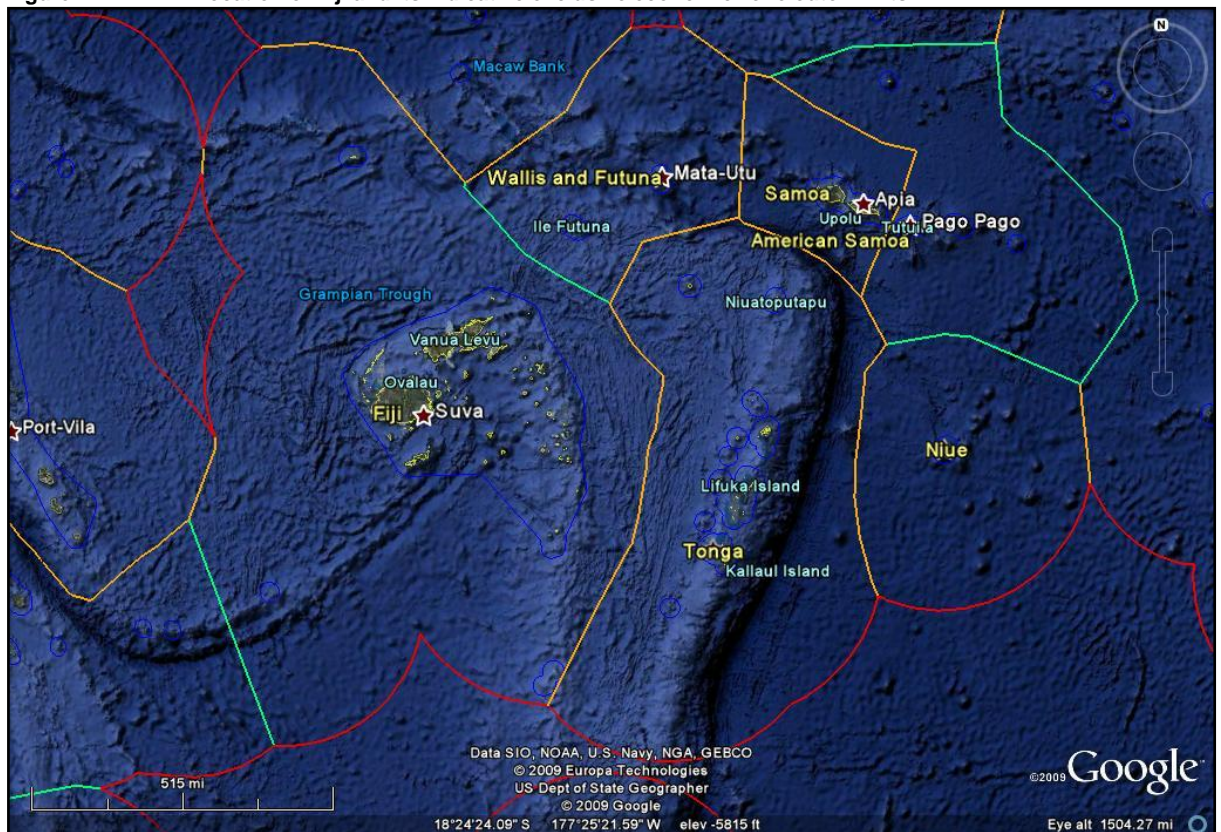 N
Macaw Bank
Wallis and Futuna
Mata-Utu
Samoa
Apia
Upolu
Tutuila
Pago Pago
American Samoa
Ile Futuna
Grampian Trough
Niuatoputapu
Vanua Levu
Ovalau
Fiji
Suva
Port-Vila
Niue
Lifuka Island
Tonga
Kallaul Island
Data SIO, NOAA, U.S. Navy, NGA, GEBCO
© 2009 Europa Technologies
US Dept of State Geographer
© 2009 Google
©2009 Google
515 mi
18°24'24.09" S 177°25'21.59" W elev -5815 ft
Eye alt 1504.27 mi